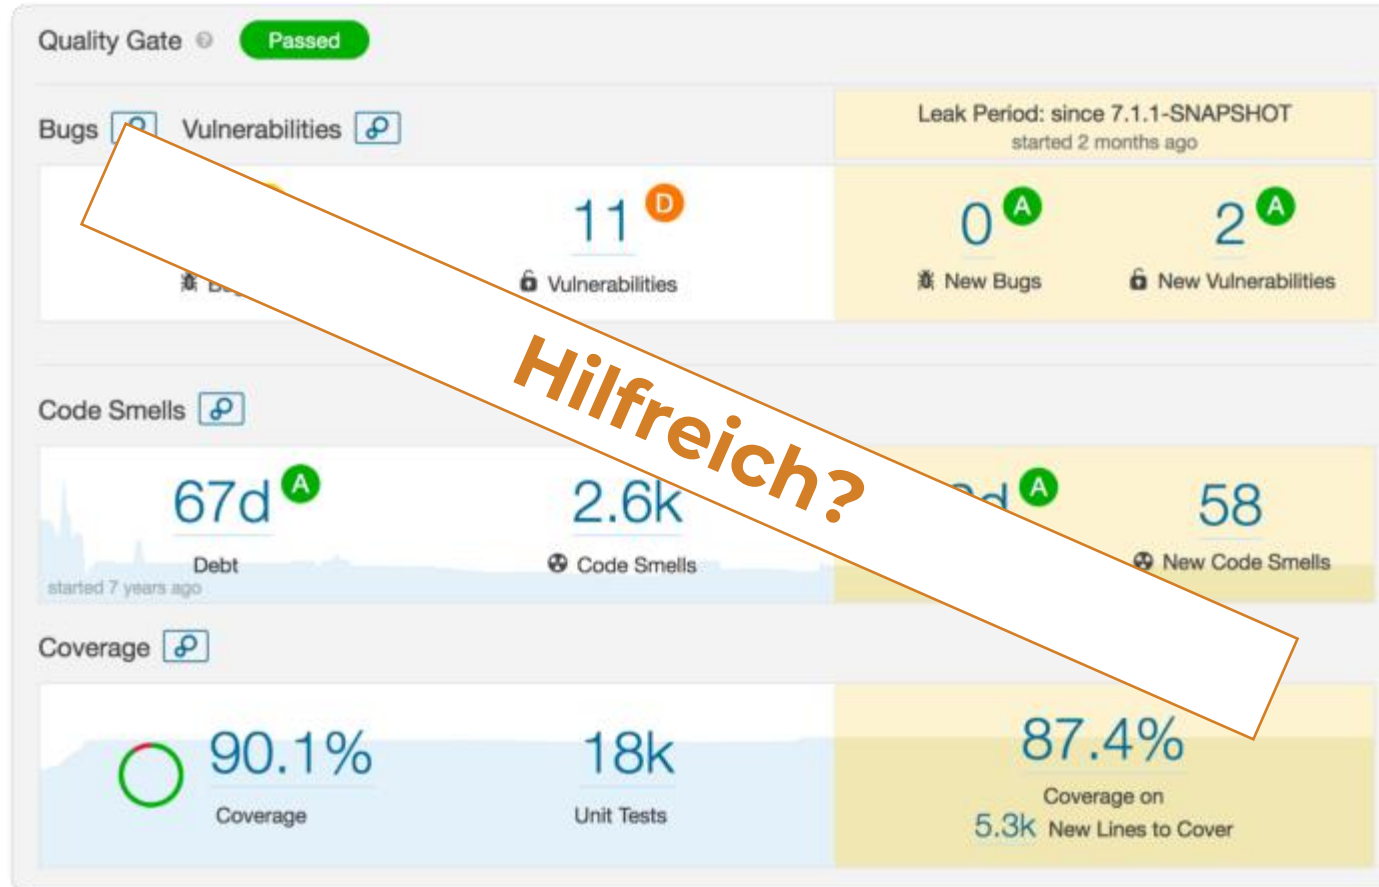 Quality Gate Passed
Bugs Vulnerabilities
Leak Period: since 7.1.1-SNAPSHOT
started 2 months ago
11 D
Vulnerabilities
0 A
New Bugs
2 A
New Vulnerabilities
Hilfreich?
Code Smells
67d A
Debt
started 7 years ago
2.6k
Code Smells
A
58
New Code Smells
Coverage
90.1%
Coverage
18k
Unit Tests
87.4%
Coverage on
5.3k New Lines to Cover